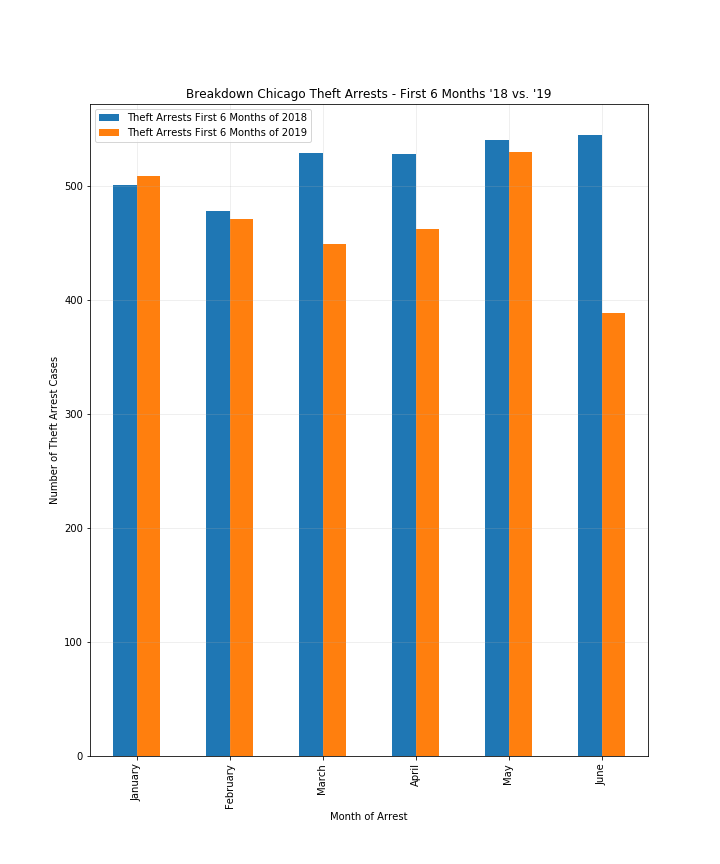 Breakdown Chicago Theft Arrests - First 6 Months '18 vs. '19
Theft Arrests First 6 Months of 2018
Theft Arrests First 6 Months of 2019
Number of Theft Arrest Cases
500
400
300
200
100
0
January
February
March
April
May
June
Month of Arrest